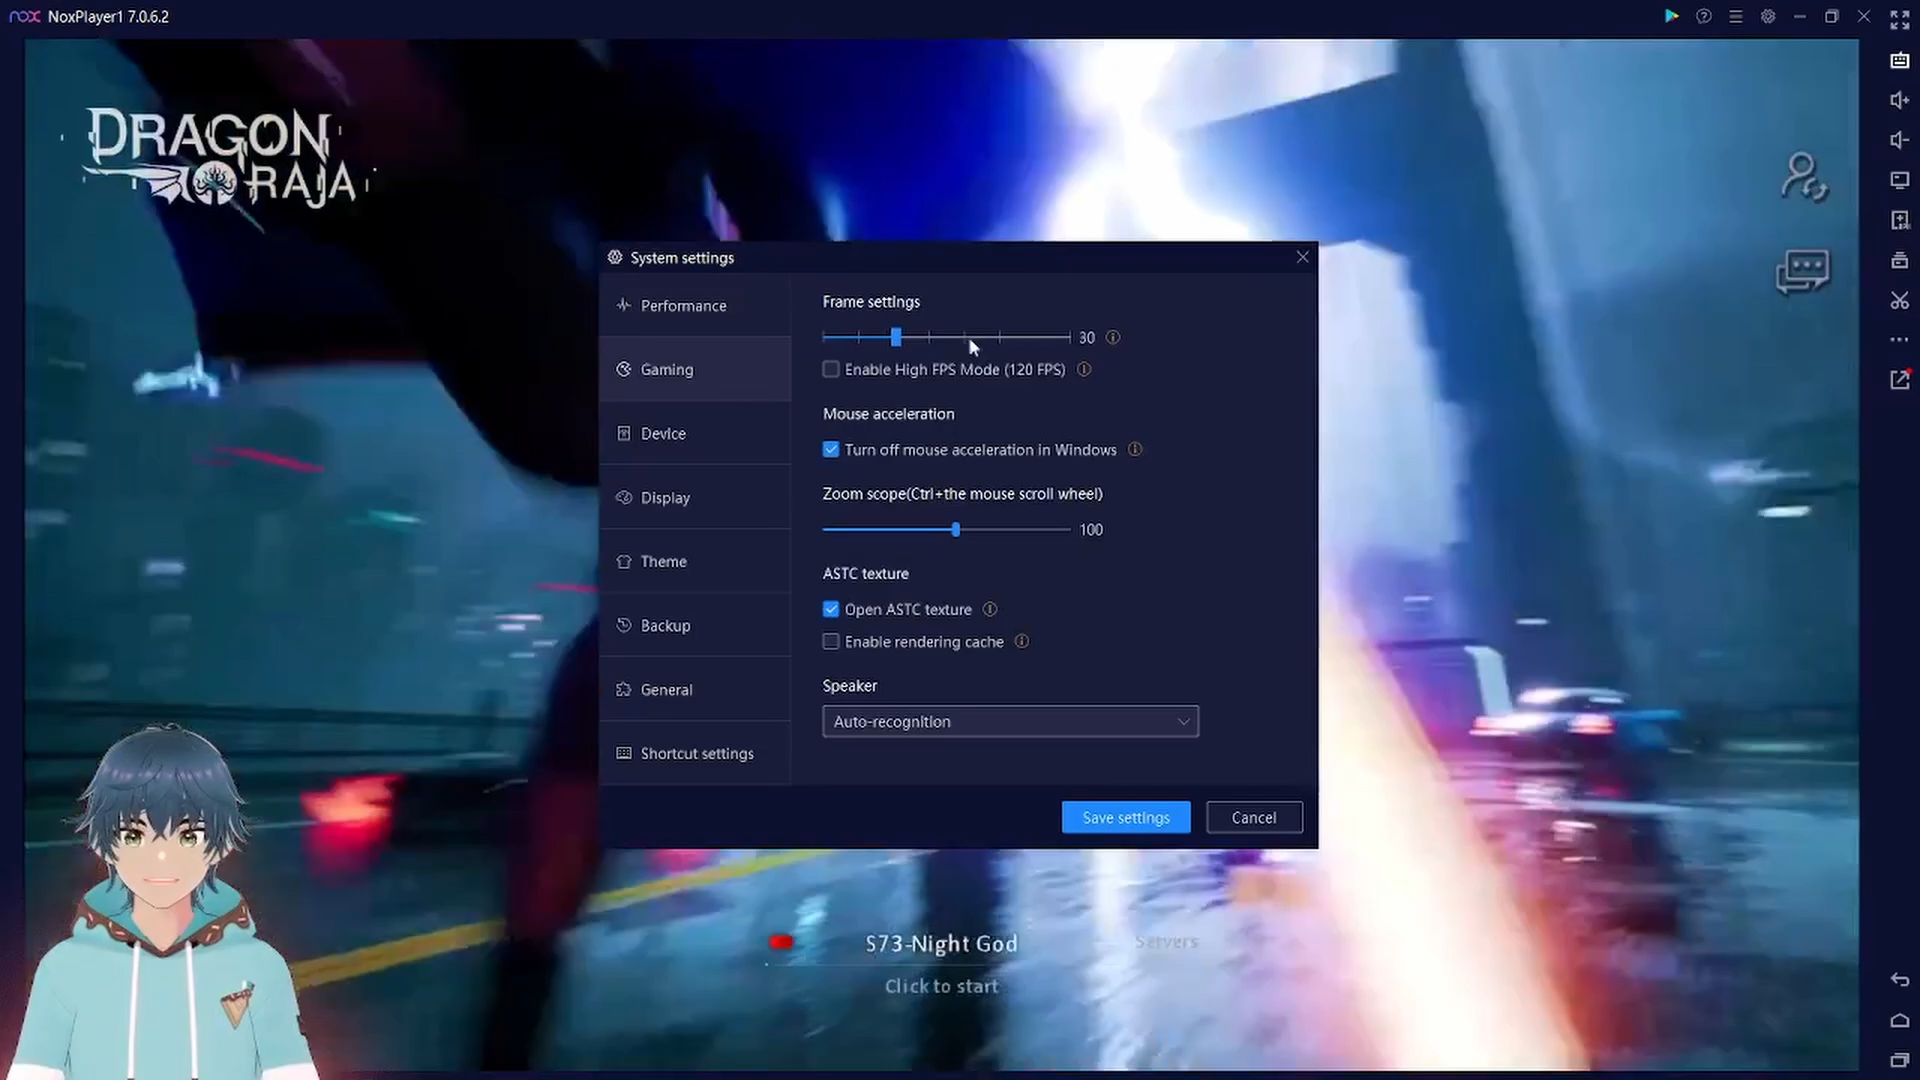 nox NoxPlayer1 7.0.6.2
DRAGON
RAJA
System settings
Performance
Gaming
Device
Display
Theme
Backup
General
Shortcut settings
Frame settings
30
Enable High FPS Mode (120 FPS)
Mouse acceleration
Turn off mouse acceleration in Windows
Zoom scope(Ctrl+the mouse scroll wheel)
100
ASTC texture
Open ASTC texture
Enable rendering cache
Speaker
Auto-recognition
Save settings
Cancel
S73-Night God
Servers
Click to start